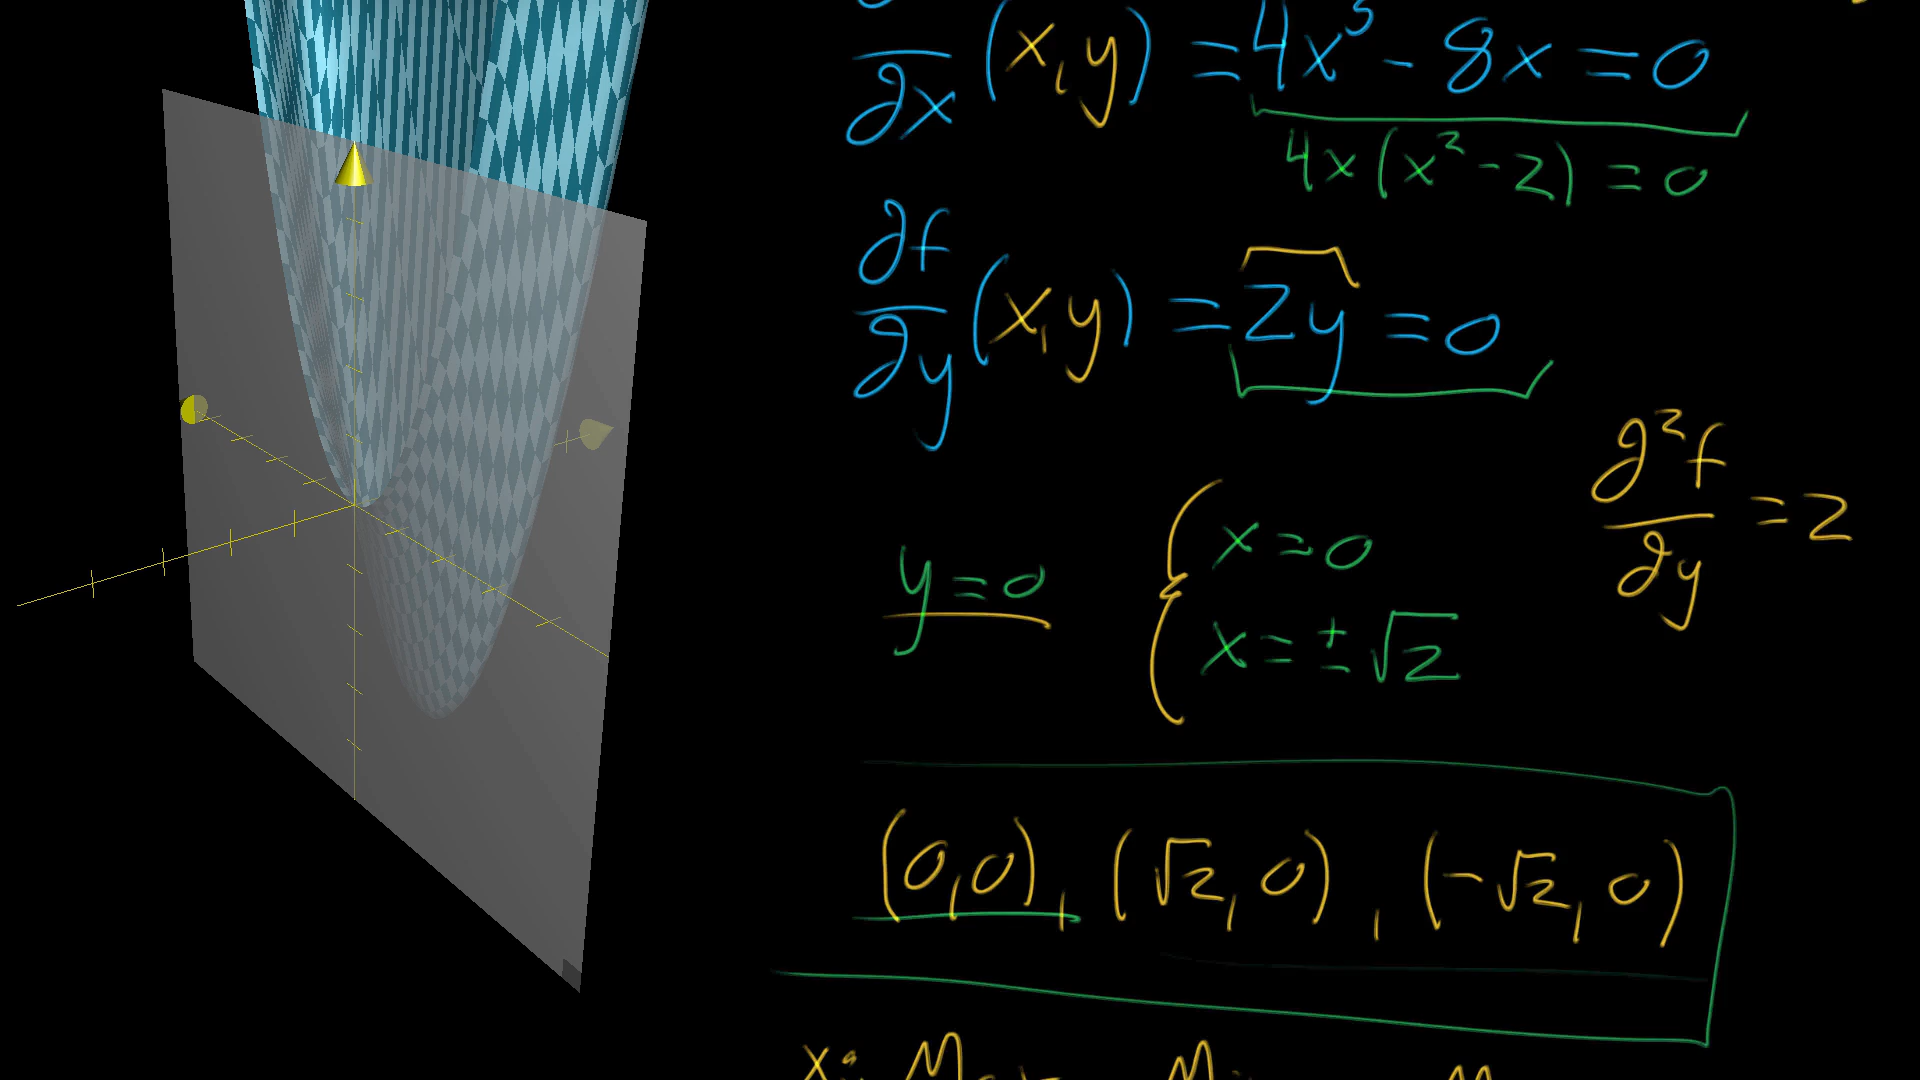 ∂x (x,y) = 4x³ - 8x = 0
4x(x² - 2) = 0
∂f/∂y (x,y) = 2y = 0
∂²f/∂y = 2
y = 0 { x = 0
x = ± √2
(0,0), (√2, 0), (-√2, 0)
x: